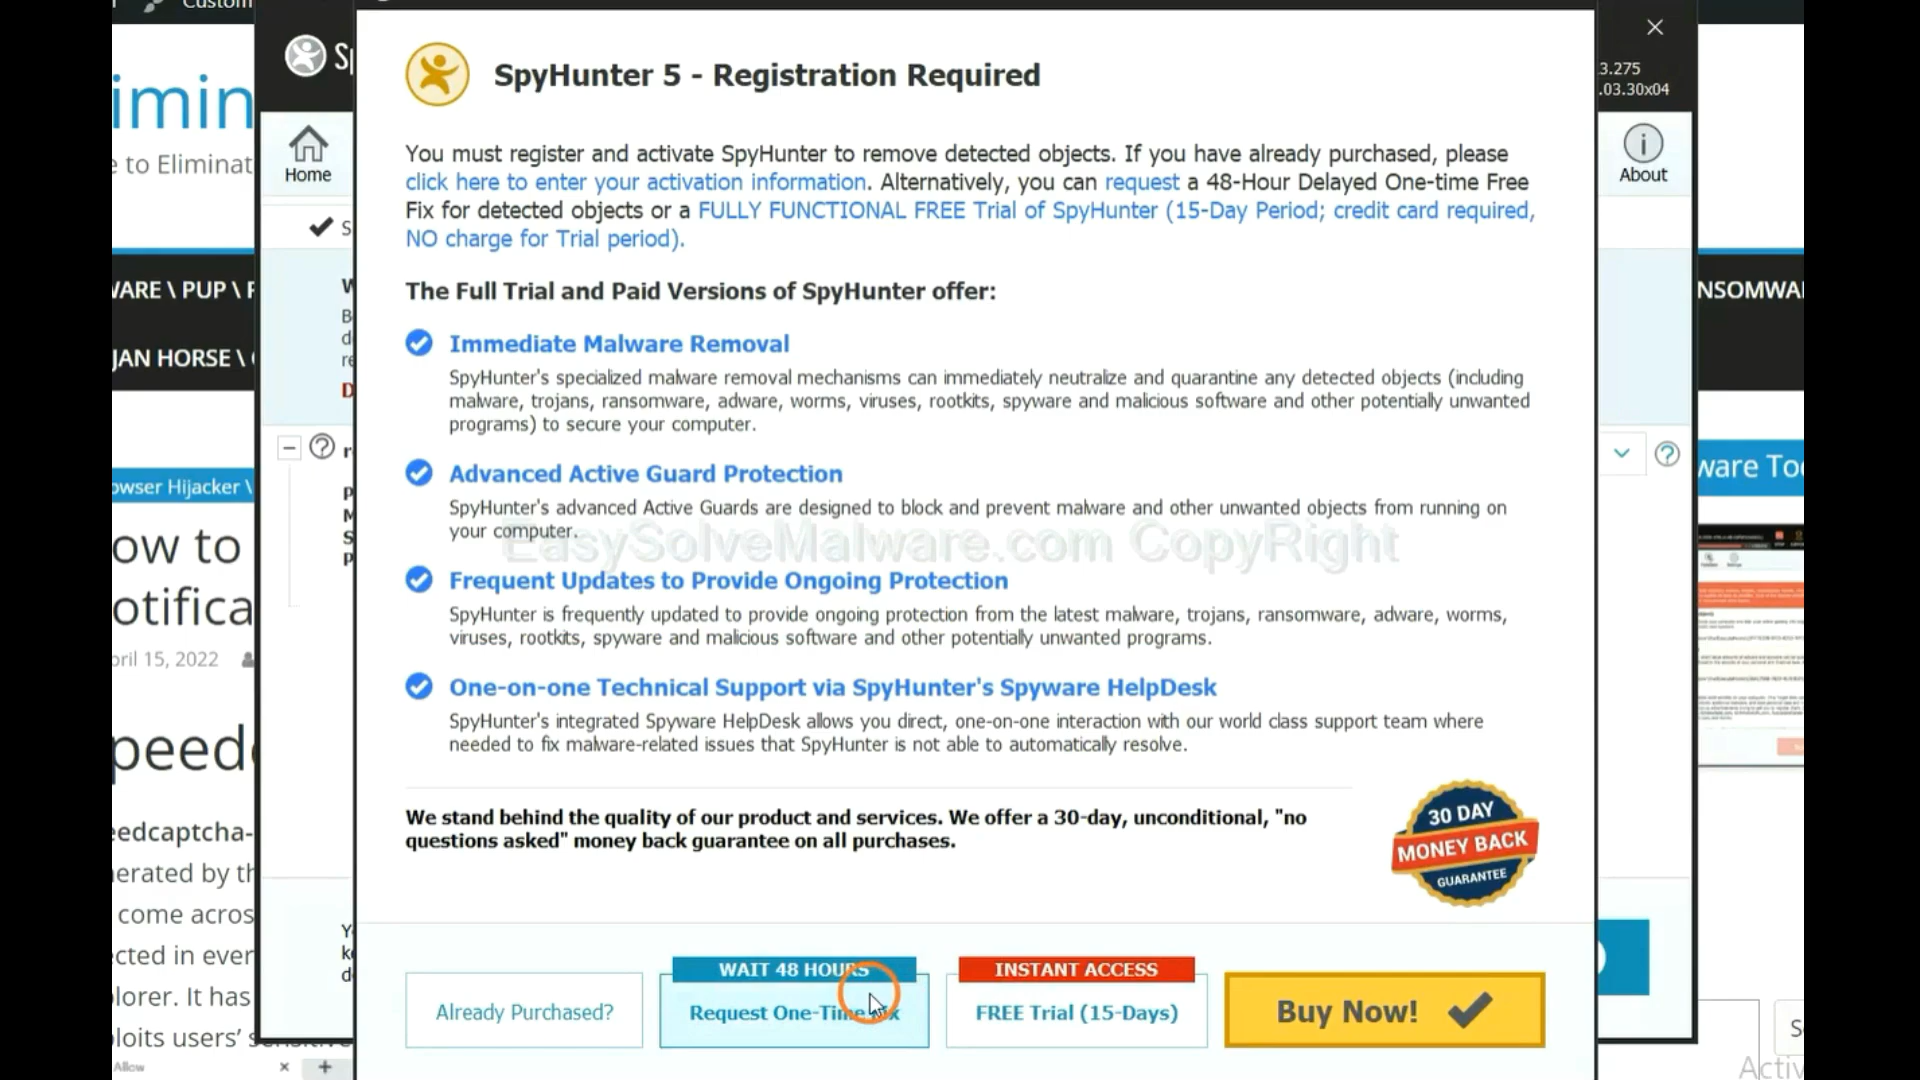 Custom
SpyHunter 5 - Registration Required
3.275
.03.30x04
imin
e to Eliminat
Home
About
You must register and activate SpyHunter to remove detected objects. If you have already purchased, please
click here to enter your activation information. Alternatively, you can request a 48-Hour Delayed One-time Free
Fix for detected objects or a FULLY FUNCTIONAL FREE Trial of SpyHunter (15-Day Period; credit card required,
NO charge for Trial period).
WARE \ PUP \
NSOMWA
The Full Trial and Paid Versions of SpyHunter offer:
JAN HORSE \
Immediate Malware Removal
SpyHunter's specialized malware removal mechanisms can immediately neutralize and quarantine any detected objects (including
malware, trojans, ransomware, adware, worms, viruses, rootkits, spyware and malicious software and other potentially unwanted
programs) to secure your computer.
Advanced Active Guard Protection
ware Too
owser Hijacker \
SpyHunter's advanced Active Guards are designed to block and prevent malware and other unwanted objects from running on
your computer.
EasySolveMalware.com CopyRight
ow to
otifica
Frequent Updates to Provide Ongoing Protection
SpyHunter is frequently updated to provide ongoing protection from the latest malware, trojans, ransomware, adware, worms,
viruses, rootkits, spyware and malicious software and other potentially unwanted programs.
pril 15, 2022
One-on-one Technical Support via SpyHunter's Spyware HelpDesk
SpyHunter's integrated Spyware HelpDesk allows you direct, one-on-one interaction with our world class support team where
needed to fix malware-related issues that SpyHunter is not able to automatically resolve.
peed
We stand behind the quality of our product and services. We offer a 30-day, unconditional, "no
questions asked" money back guarantee on all purchases.
30 DAY
MONEY BACK
GUARANTEE
eedcaptcha-
nerated by th
come across
cted in ever
plorer. It has
ploits users'
WAIT 48 HOURS
INSTANT ACCESS
Already Purchased?
Request One-Time Fix
FREE Trial (15-Days)
Buy Now!
Allow
Activ